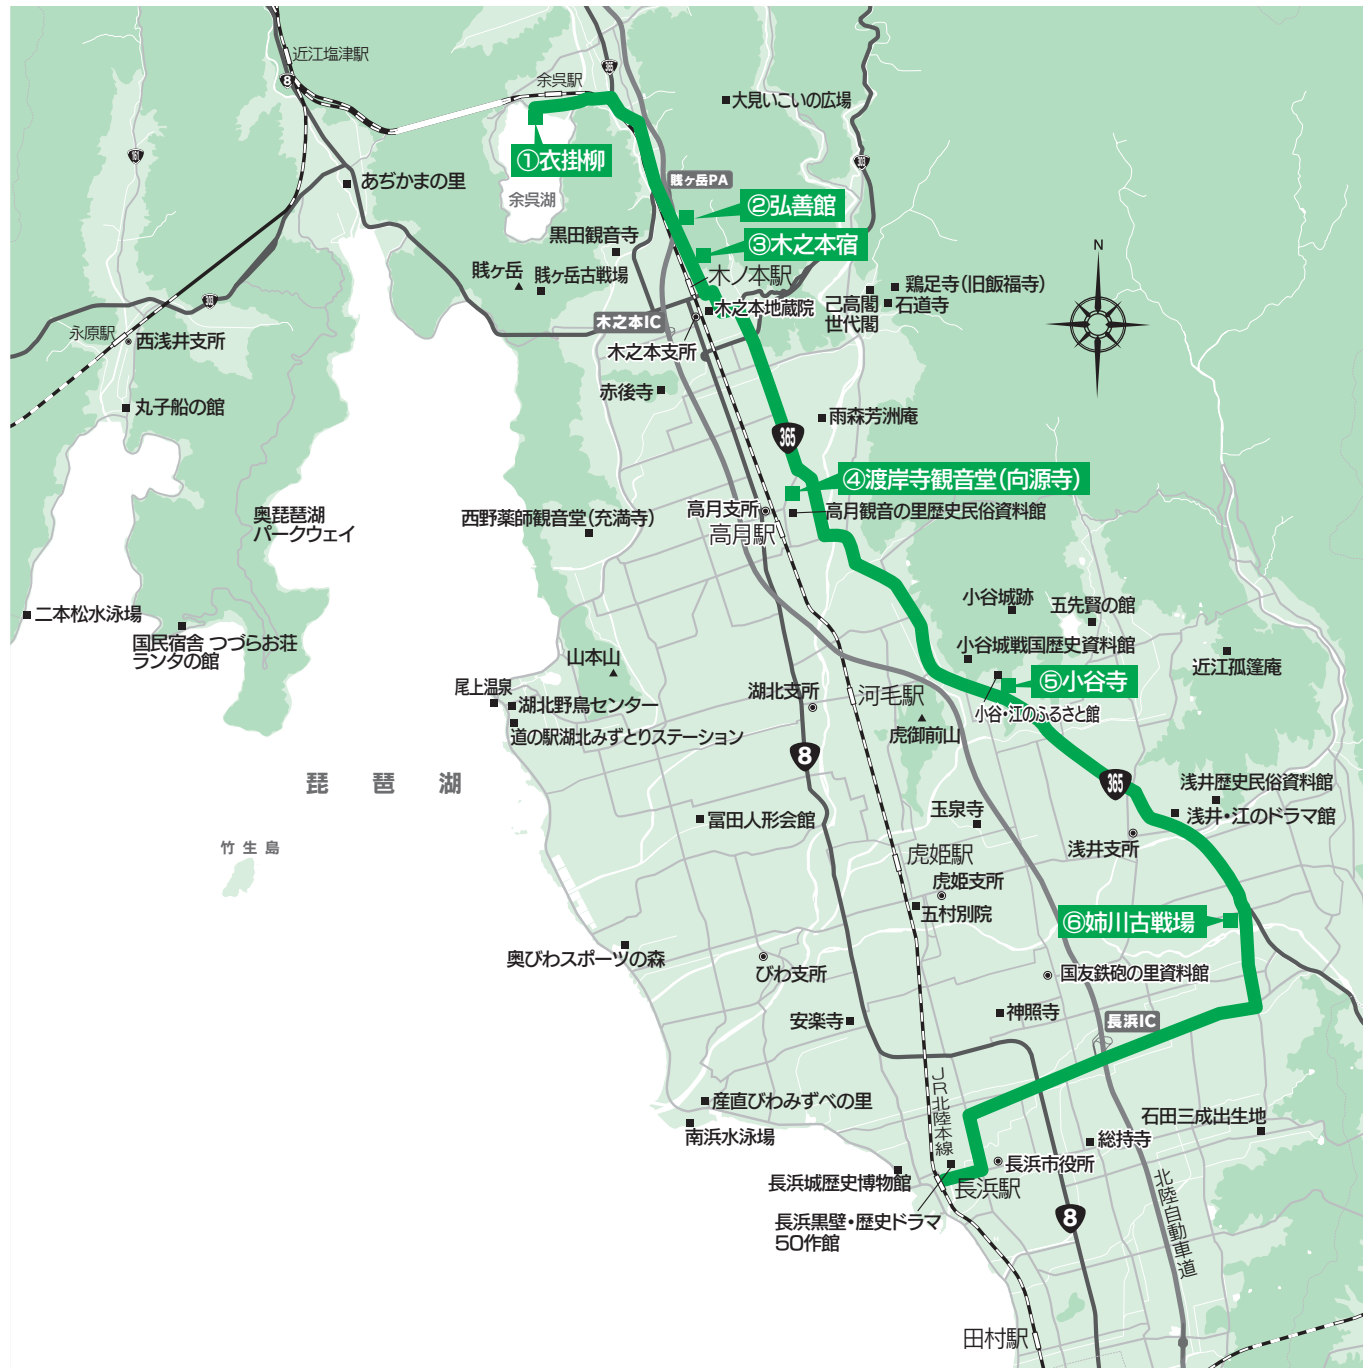 近江塩津駅
8
余呉駅
365
大見いこいの広場
①衣掛柳
303
161
賤ヶ岳PA
あぢかまの里
余呉湖
②弘善館
黒田観音寺
③木之本宿
賤ヶ岳
賤ヶ岳古戦場
木ノ本駅
鶏足寺(旧飯福寺)
己高閣
世代閣
石道寺
303
木之本地蔵院
木之本IC
永原駅
西浅井支所
木之本支所
N
赤後寺
丸子船の館
雨森芳洲庵
365
④渡岸寺観音堂(向源寺)
高月支所
高月観音の里歴史民俗資料館
西野薬師観音堂(充満寺)
高月駅
奥琵琶湖
パークウェイ
小谷城跡
五先賢の館
二本松水泳場
国民宿舎 つづらお荘
ランタの館
小谷城戦国歴史資料館
近江孤篷庵
山本山
⑤小谷寺
尾上温泉
湖北野鳥センター
湖北支所
河毛駅
小谷・江のふるさと館
道の駅湖北みずとりステーション
虎御前山
8
琵琶湖
365
浅井歴史民俗資料館
浅井・江のドラマ館
冨田人形会館
玉泉寺
浅井支所
竹生島
虎姫駅
虎姫支所
五村別院
⑥姉川古戦場
奥びわスポーツの森
びわ支所
国友鉄砲の里資料館
安楽寺
神照寺
長浜IC
JR北陸本線
産直びわみずべの里
南浜水泳場
石田三成出生地
総持寺
長浜市役所
長浜城歴史博物館
長浜駅
長浜黒壁・歴史ドラマ
50作館
8
北陸自動車道
田村駅